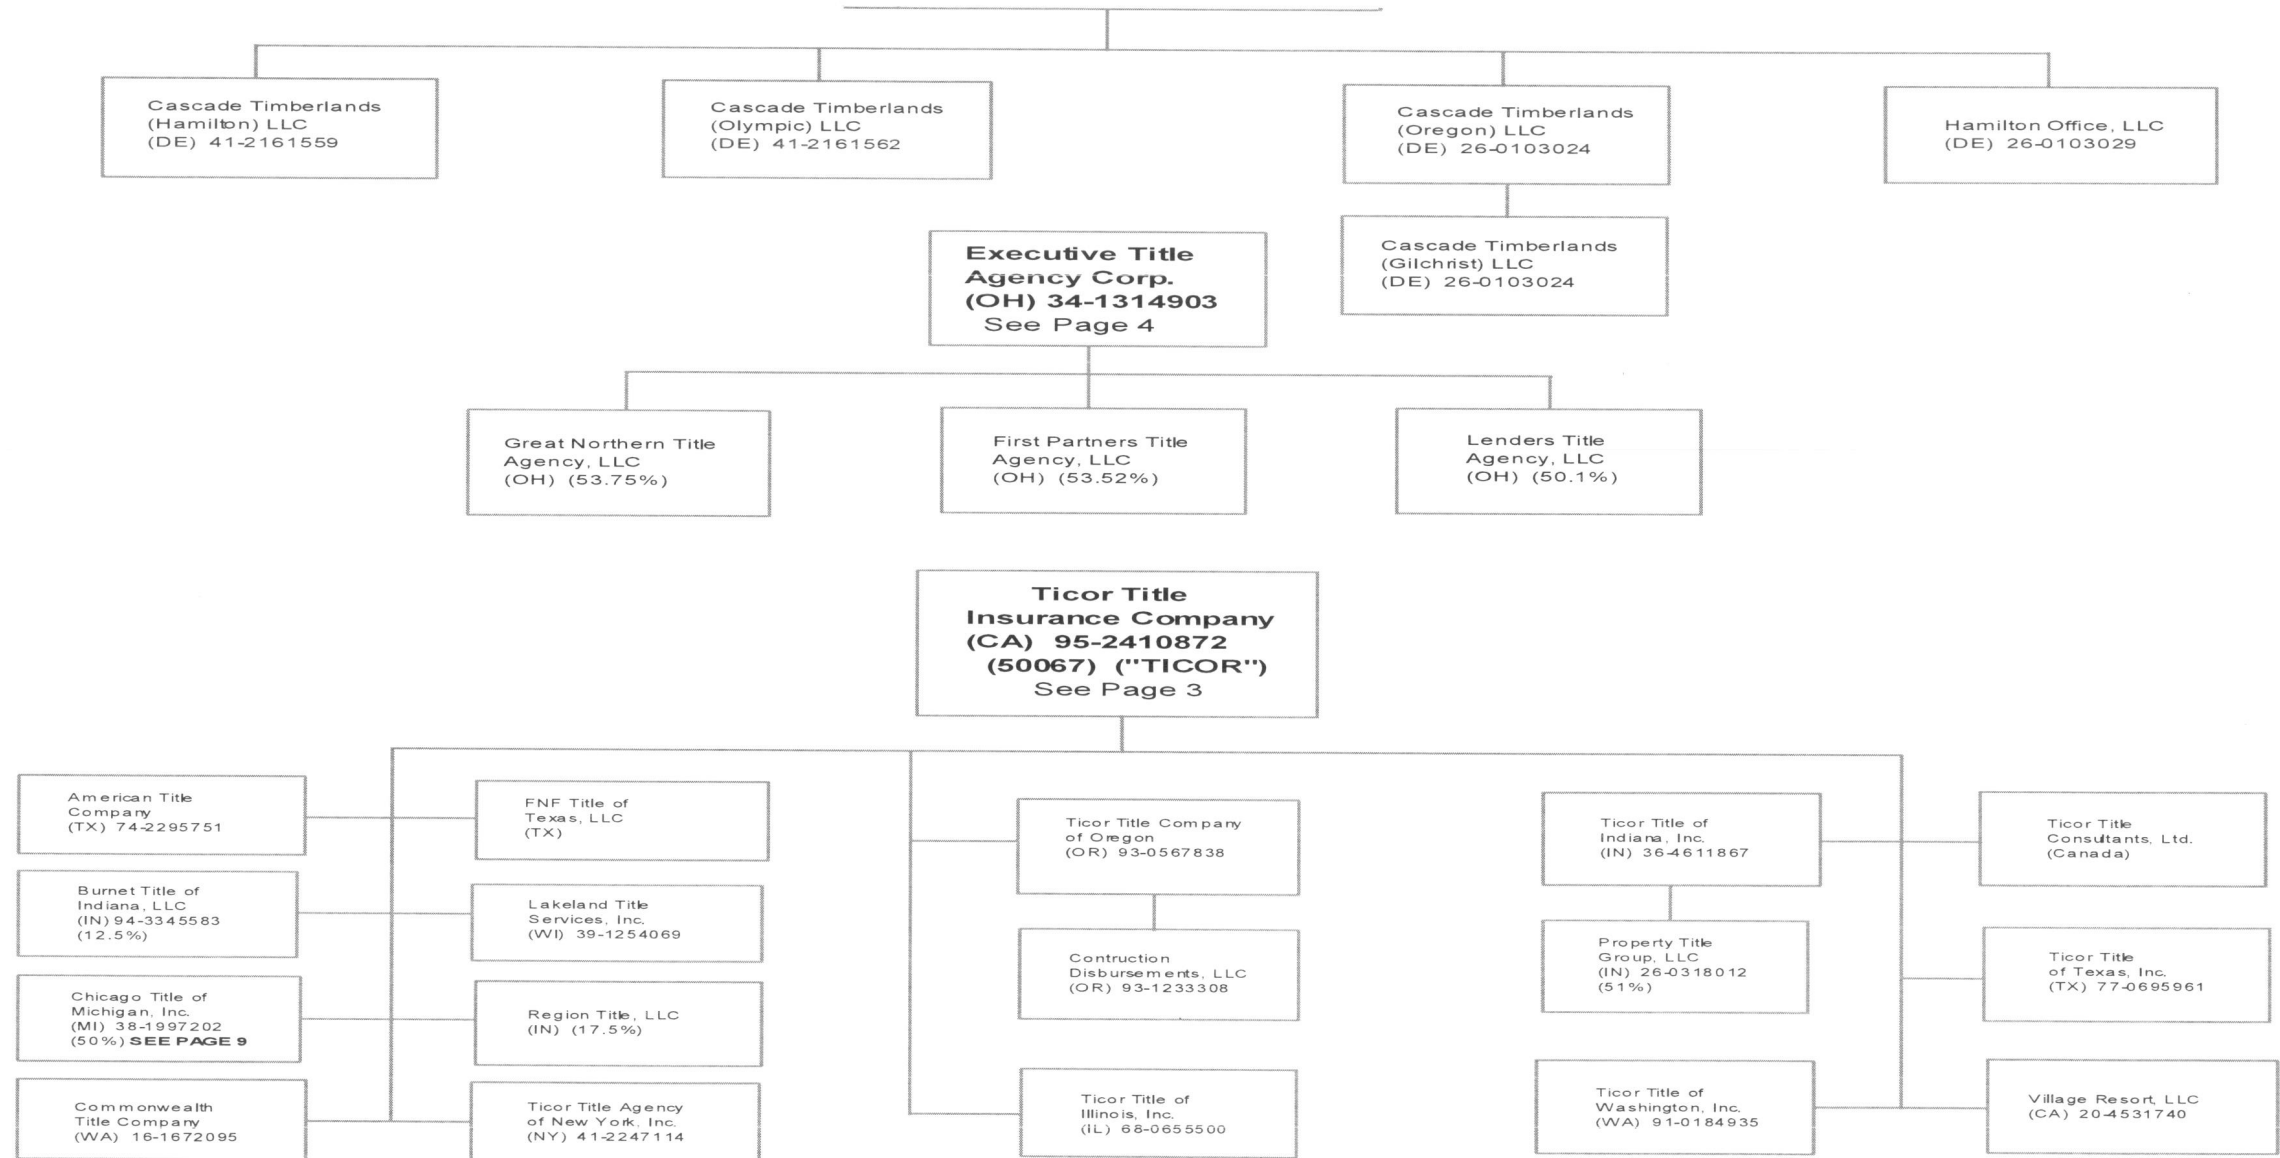 Cascade Timberlands
(Hamilton) LLC
(DE) 41-2161559
Cascade Timberlands
(Olympic) LLC
(DE) 41-2161562
Cascade Timberlands
(Oregon) LLC
(DE) 26-0103024
Hamilton Office, LLC
(DE) 26-0103029
Cascade Timberlands
(Gilchrist) LLC
(DE) 26-0103024
Executive Title
Agency Corp.
(OH) 34-1314903
See Page 4
Great Northern Title
Agency, LLC
(OH) (53.75%)
First Partners Title
Agency, LLC
(OH) (53.52%)
Lenders Title
Agency, LLC
(OH) (50.1%)
Ticor Title
Insurance Company
(CA) 95-2410872
(50067) ("TICOR")
See Page 3
American Title
Company
(TX) 74-2295751
FNF Title of
Texas, LLC
(TX)
Ticor Title Company
of Oregon
(OR) 93-0567838
Ticor Title of
Indiana, Inc.
(IN) 36-4611867
Ticor Title
Consultants, Ltd.
(Canada)
Burnet Title of
Indiana, LLC
(IN) 94-3345583
(12.5%)
Lakeland Title
Services, Inc.
(WI) 39-1254069
Contruction
Disbursements, LLC
(OR) 93-1233308
Property Title
Group, LLC
(IN) 26-0318012
(51%)
Ticor Title
of Texas, Inc.
(TX) 77-0695961
Chicago Title of
Michigan, Inc.
(MI) 38-1997202
(50%) SEE PAGE 9
Region Title, LLC
(IN) (17.5%)
Commonwealth
Title Company
(WA) 16-1672095
Ticor Title Agency
of New York, Inc.
(NY) 41-2247114
Ticor Title of
Illinois, Inc.
(IL) 68-0655500
Ticor Title of
Washington, Inc.
(WA) 91-0184935
Village Resort, LLC
(CA) 20-4531740